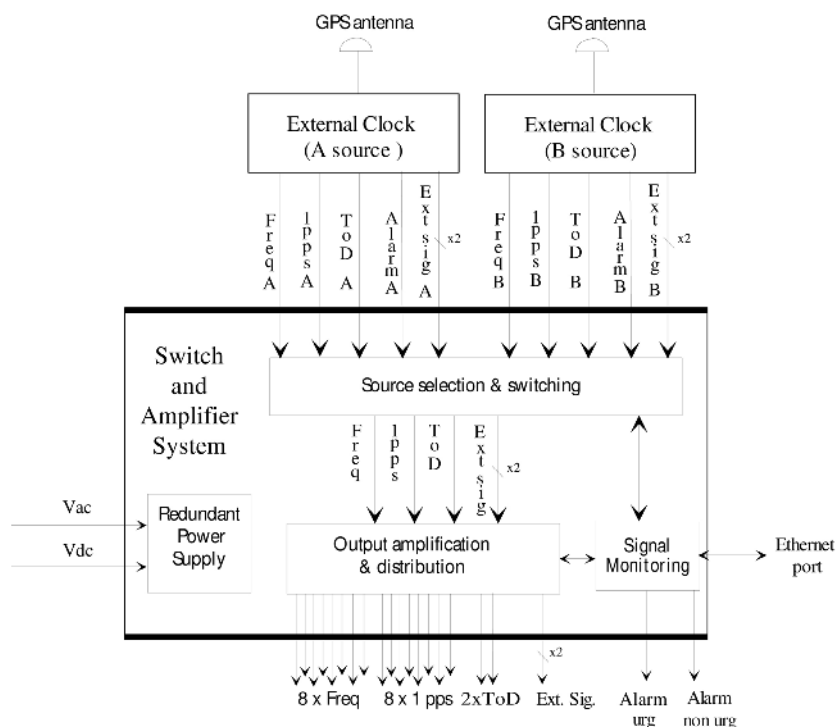 GPS antenna
GPS antenna
External Clock
(A source )
External Clock
(B source)
Freq A
1pps A
ToD A
Alarm A
Ext sig A
x2
Freq B
1pps B
ToD B
Alarm B
Ext sig B
x2
Switch
and
Amplifier
System
Source selection & switching
Freq
1pps
ToD
Ext sig
x2
Vac
Vdc
Redundant
Power
Supply
Output amplification
& distribution
Signal
Monitoring
Ethernet
port
x2
8 x Freq
8 x 1 pps
2xToD
Ext. Sig.
Alarm
urg
Alarm
non urg